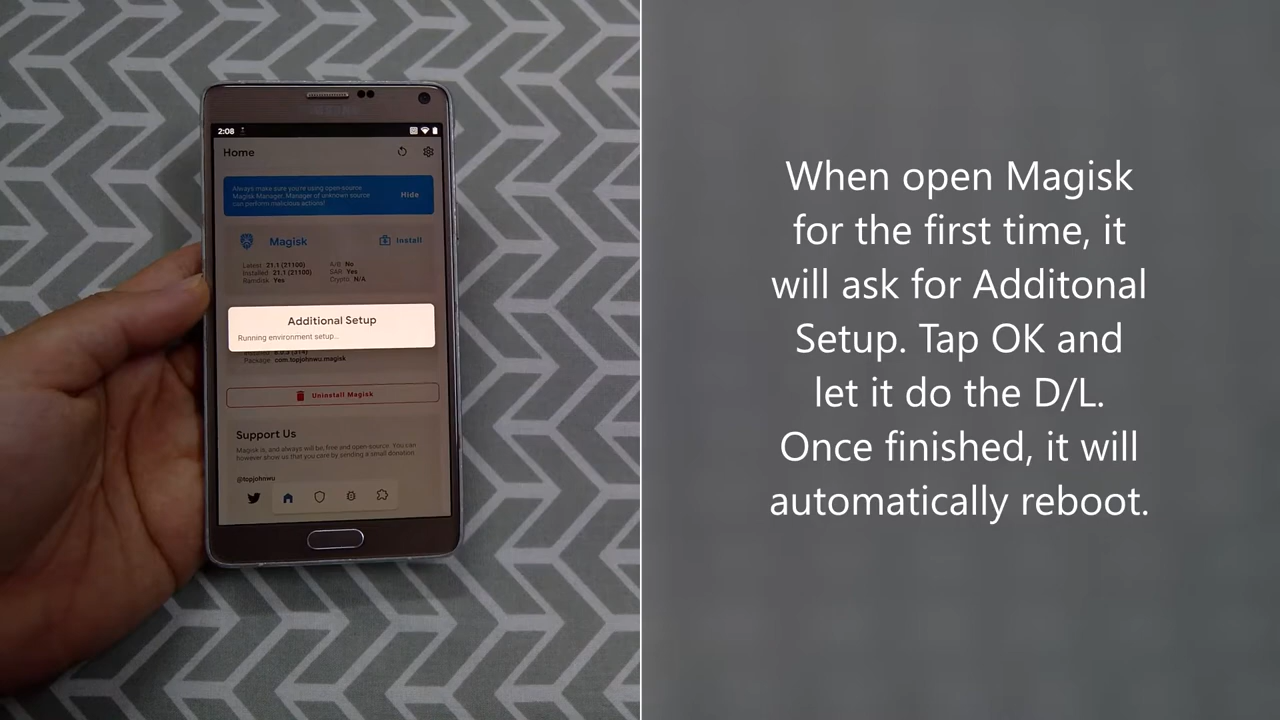 2:08
Home
Always make sure you're using open-source
Magisk Manager. Manager of unknown source
can perform malicious actions!
Hide
Magisk
Install
Latest 21.1 (21100)
Installed 21.1 (21100)
Ramdisk Yes
A/B No
SAR Yes
Crypto N/A
Additional Setup
Running environment setup…
Package com.topjohnwu.magisk
Uninstall Magisk
Support Us
Magisk is, and always will be, free and open-source. You can
however show us that you care by sending a small donation
@topjohnwu
When open Magisk
for the first time, it
will ask for Additonal
Setup. Tap OK and
let it do the D/L.
Once finished, it will
automatically reboot.